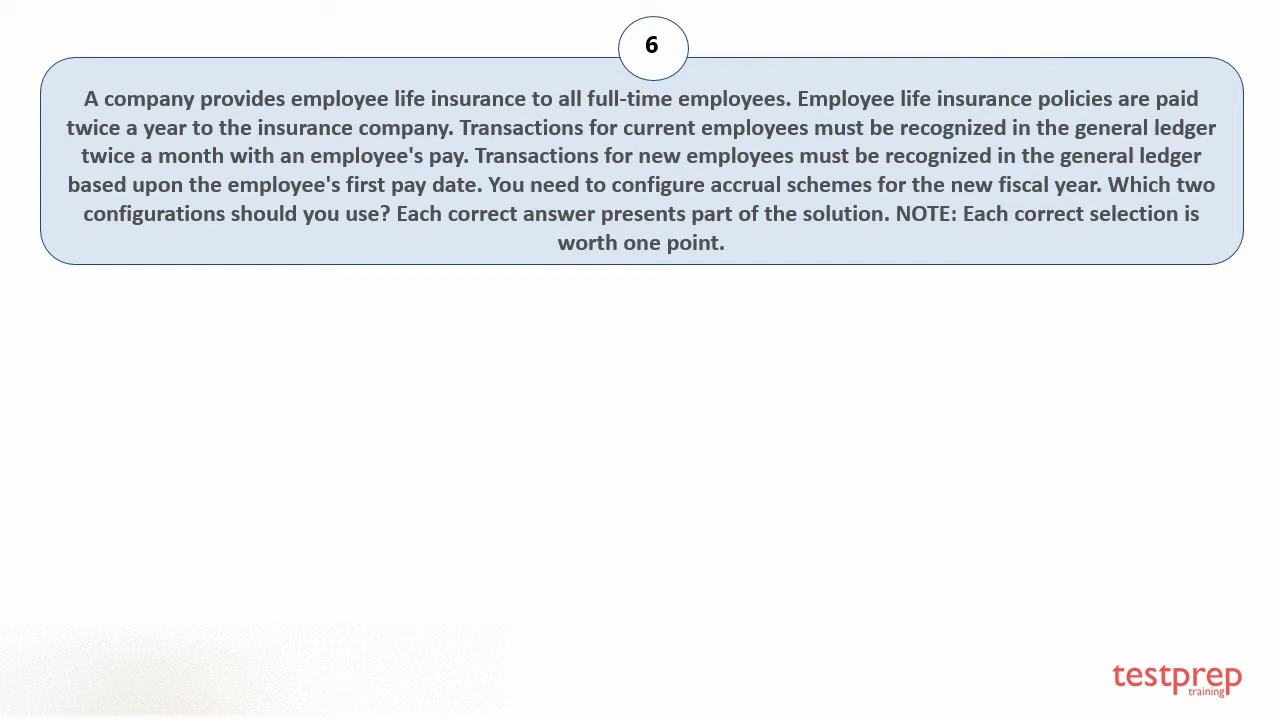 6
A company provides employee life insurance to all full-time employees. Employee life insurance policies are paid
twice a year to the insurance company. Transactions for current employees must be recognized in the general ledger
twice a month with an employee's pay. Transactions for new employees must be recognized in the general ledger
based upon the employee's first pay date. You need to configure accrual schemes for the new fiscal year. Which two
configurations should you use? Each correct answer presents part of the solution. NOTE: Each correct selection is
worth one point.
testprep
training